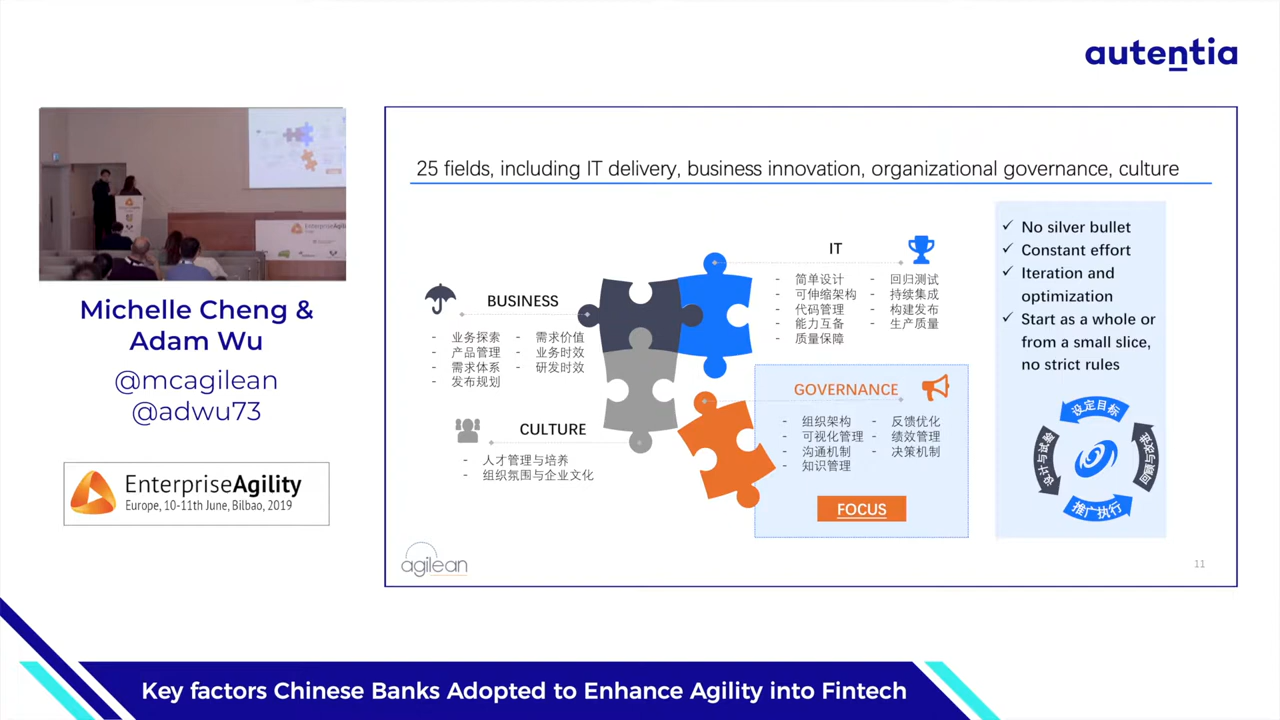 autentia
Michelle Cheng &
Adam Wu
@mcagilean
@adwu73
EnterpriseAgility
Europe, 10-11th June, Bilbao, 2019
25 fields, including IT delivery, business innovation, organizational governance, culture
BUSINESS
- 业务探索 - 需求价值
- 产品管理 - 业务时效
- 需求体系 - 研发时效
- 发布规划
CULTURE
- 人才管理与培养
- 组织氛围与企业文化
IT
- 简单设计 - 回归测试
- 可伸缩架构 - 持续集成
- 代码管理 - 构建发布
- 能力互备 - 生产质量
- 质量保障
GOVERNANCE
- 组织架构 - 反馈优化
- 可视化管理 - 绩效管理
- 沟通机制 - 决策机制
- 知识管理
FOCUS
✓ No silver bullet
✓ Constant effort
✓ Iteration and
optimization
✓ Start as a whole or
from a small slice,
no strict rules
设定目标
设计与试验
回顾与改进
推广执行
agilean
11
Key factors Chinese Banks Adopted to Enhance Agility into Fintech